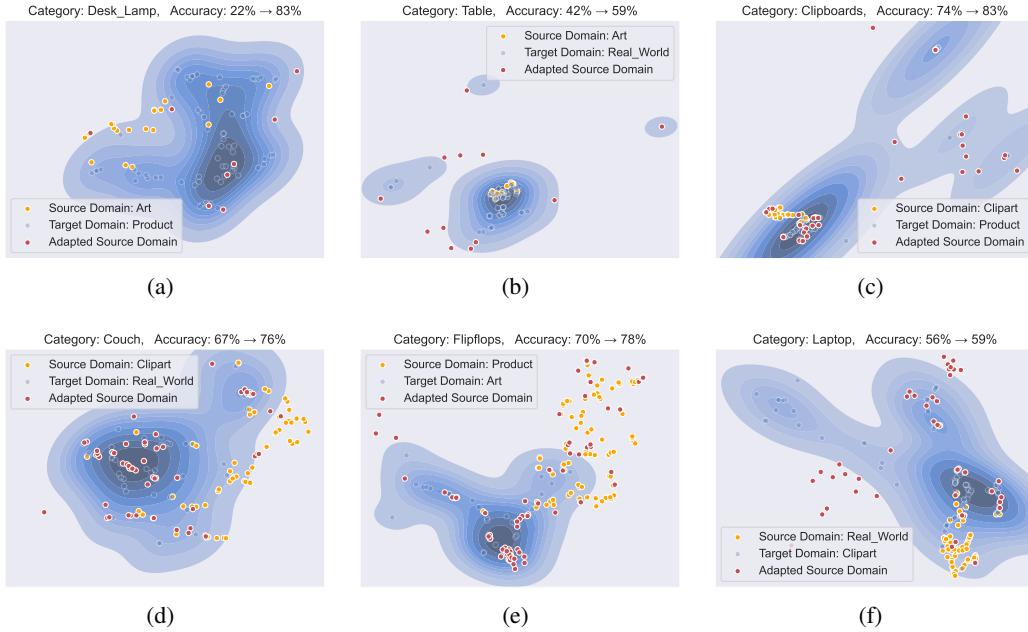 Category: Desk_Lamp,   Accuracy: 22% → 83%
Source Domain: Art
Target Domain: Product
Adapted Source Domain
(a)
Category: Table,   Accuracy: 42% → 59%
Source Domain: Art
Target Domain: Real_World
Adapted Source Domain
(b)
Category: Clipboards,   Accuracy: 74% → 83%
Source Domain: Clipart
Target Domain: Product
Adapted Source Domain
(c)
Category: Couch,   Accuracy: 67% → 76%
Source Domain: Clipart
Target Domain: Real_World
Adapted Source Domain
(d)
Category: Flipflops,   Accuracy: 70% → 78%
Source Domain: Product
Target Domain: Art
Adapted Source Domain
(e)
Category: Laptop,   Accuracy: 56% → 59%
Source Domain: Real_World
Target Domain: Clipart
Adapted Source Domain
(f)